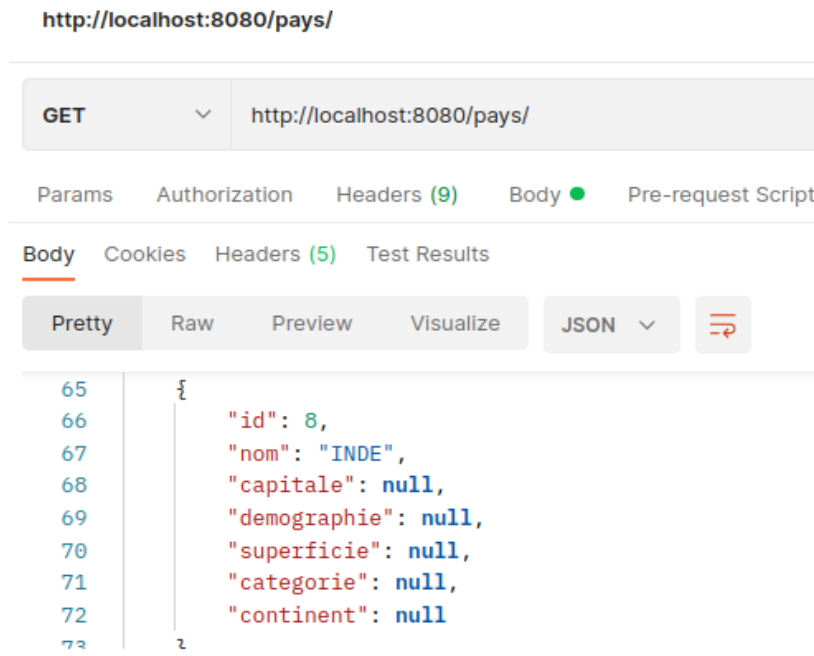 http://localhost:8080/pays/
GET http://localhost:8080/pays/
Params Authorization Headers (9) Body Pre-request Script
Body Cookies Headers (5) Test Results
Pretty Raw Preview Visualize JSON
65 {
66 "id": 8,
67 "nom": "INDE",
68 "capitale": null,
69 "demographie": null,
70 "superficie": null,
71 "categorie": null,
72 "continent": null
73 }